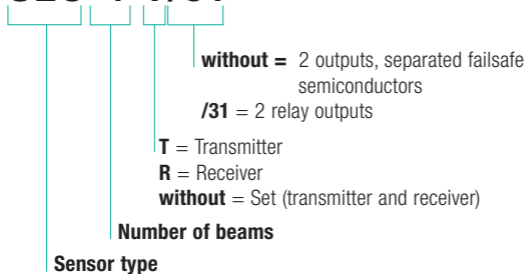 without = 2 outputs, separated failsafe
semiconductors
/31 = 2 relay outputs
T = Transmitter
R = Receiver
without = Set (transmitter and receiver)
Number of beams
Sensor type